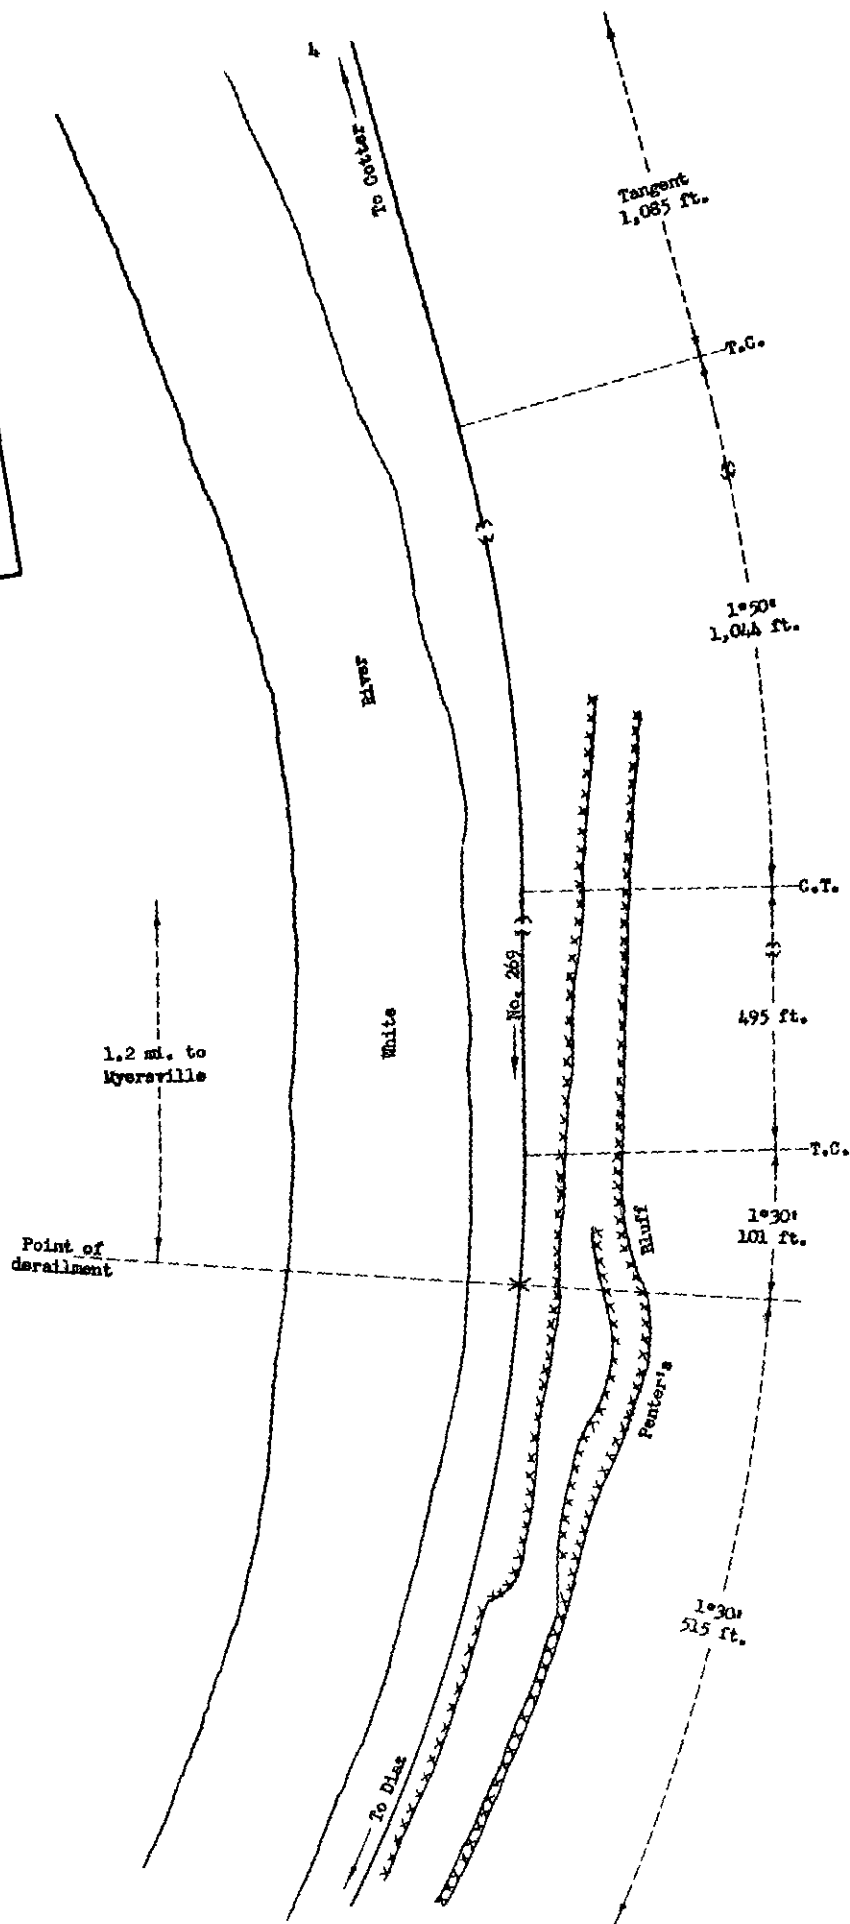 4
To Cotter
Tangent
1,085 ft.
T.C.
1°50'
1,044 ft.
River
C.T.
No. 269
495 ft.
White
1.2 mi. to
Myersville
T.C.
1°30'
101 ft.
Bluff
Point of
derailment
Penter's
1°30'
515 ft.
To Diaz